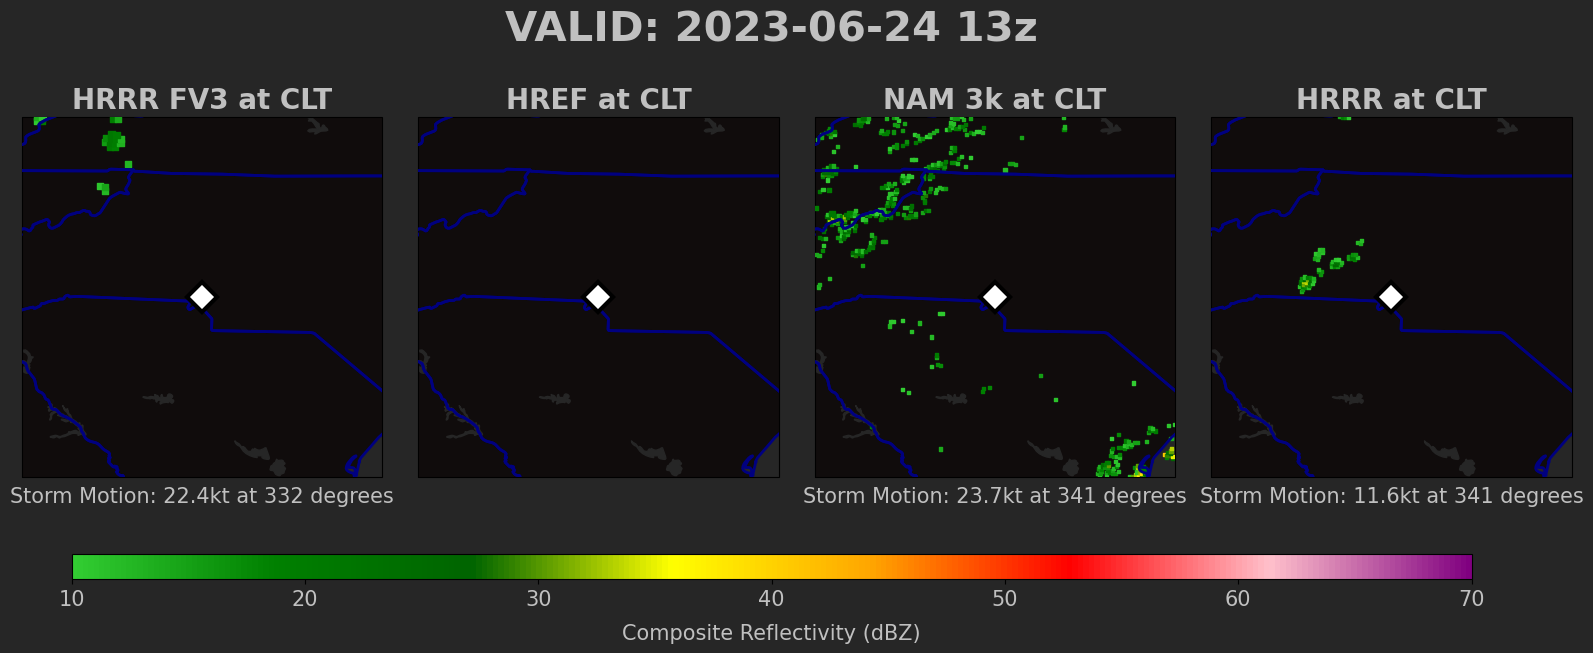 VALID: 2023-06-24 13z
HRRR FV3 at CLT
HREF at CLT
NAM 3k at CLT
HRRR at CLT
Storm Motion: 22.4kt at 332 degrees
Storm Motion: 23.7kt at 341 degrees
Storm Motion: 11.6kt at 341 degrees
10 20 30 40 50 60 70
Composite Reflectivity (dBZ)